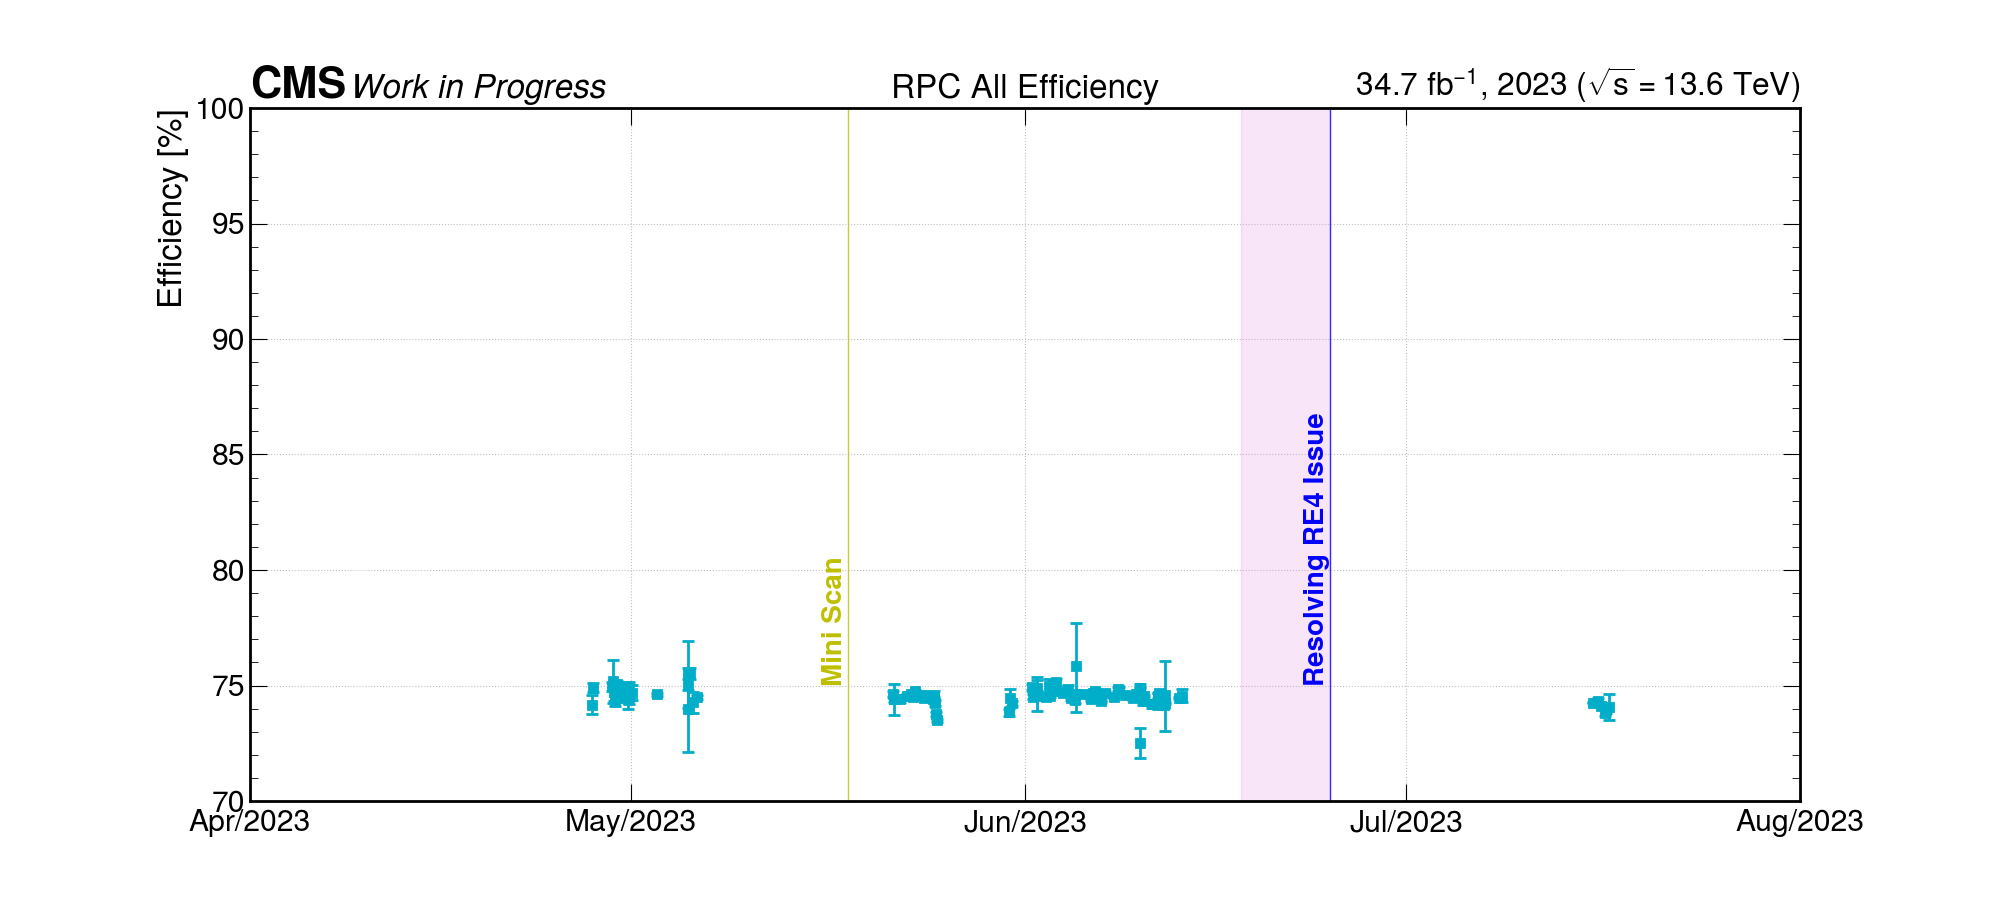 CMS Work in Progress RPC All Efficiency 34.7 fb⁻¹, 2023 (√s = 13.6 TeV)
Efficiency [%]
100
95
90
85
80
75
70
Mini Scan
Resolving RE4 Issue
Apr/2023 May/2023 Jun/2023 Jul/2023 Aug/2023